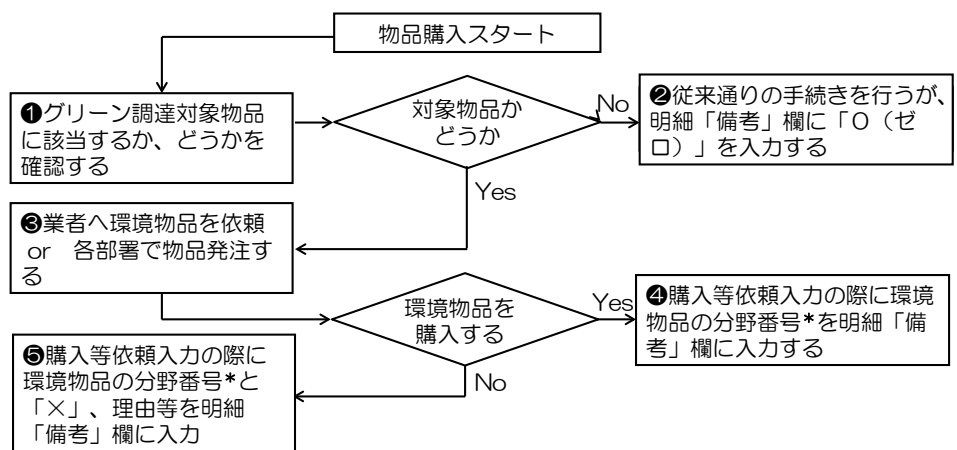 物品購入スタート
❶グリーン調達対象物品
に該当するか、どうかを
確認する
対象物品か
どうか
No
❷従来通りの手続きを行うが、
明細「備考」欄に「０（ゼ
ロ）」を入力する
Yes
❸業者へ環境物品を依頼
or　各部署で物品発注す
る
環境物品を
購入する
Yes
❹購入等依頼入力の際に環境
物品の分野番号*を明細「備
考」欄に入力する
No
❺購入等依頼入力の際に
環境物品の分野番号*と
「×」、理由等を明細
「備考」欄に入力